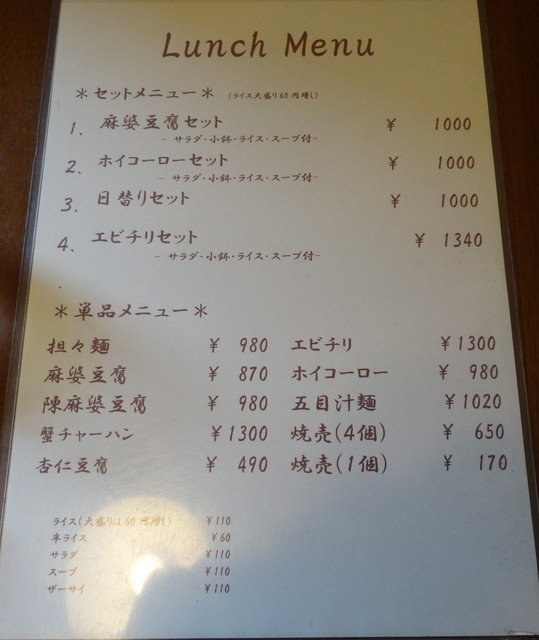 Lunch Menu
＊セットメニュー＊ (ライス大盛り60円増し)
1. 麻婆豆腐セット ￥ 1000
- サラダ・小鉢・ライス・スープ付-
2. ホイコーローセット ￥ 1000
- サラダ・小鉢・ライス・スープ付-
3. 日替りセット ￥ 1000
4. エビチリセット ￥ 1340
- サラダ・小鉢・ライス・スープ付-
＊単品メニュー＊
担々麺 ￥ 980 エビチリ ￥1300
麻婆豆腐 ￥ 870 ホイコーロー ￥ 980
陳麻婆豆腐 ￥ 980 五目汁麺 ￥1020
蟹チャーハン ￥1300 焼売(4個) ￥ 650
杏仁豆腐 ￥ 490 焼売(1個) ￥ 170
ライス(大盛りは60円増し) ￥110
半ライス ￥60
サラダ ￥110
スープ ￥110
ザーサイ ￥110